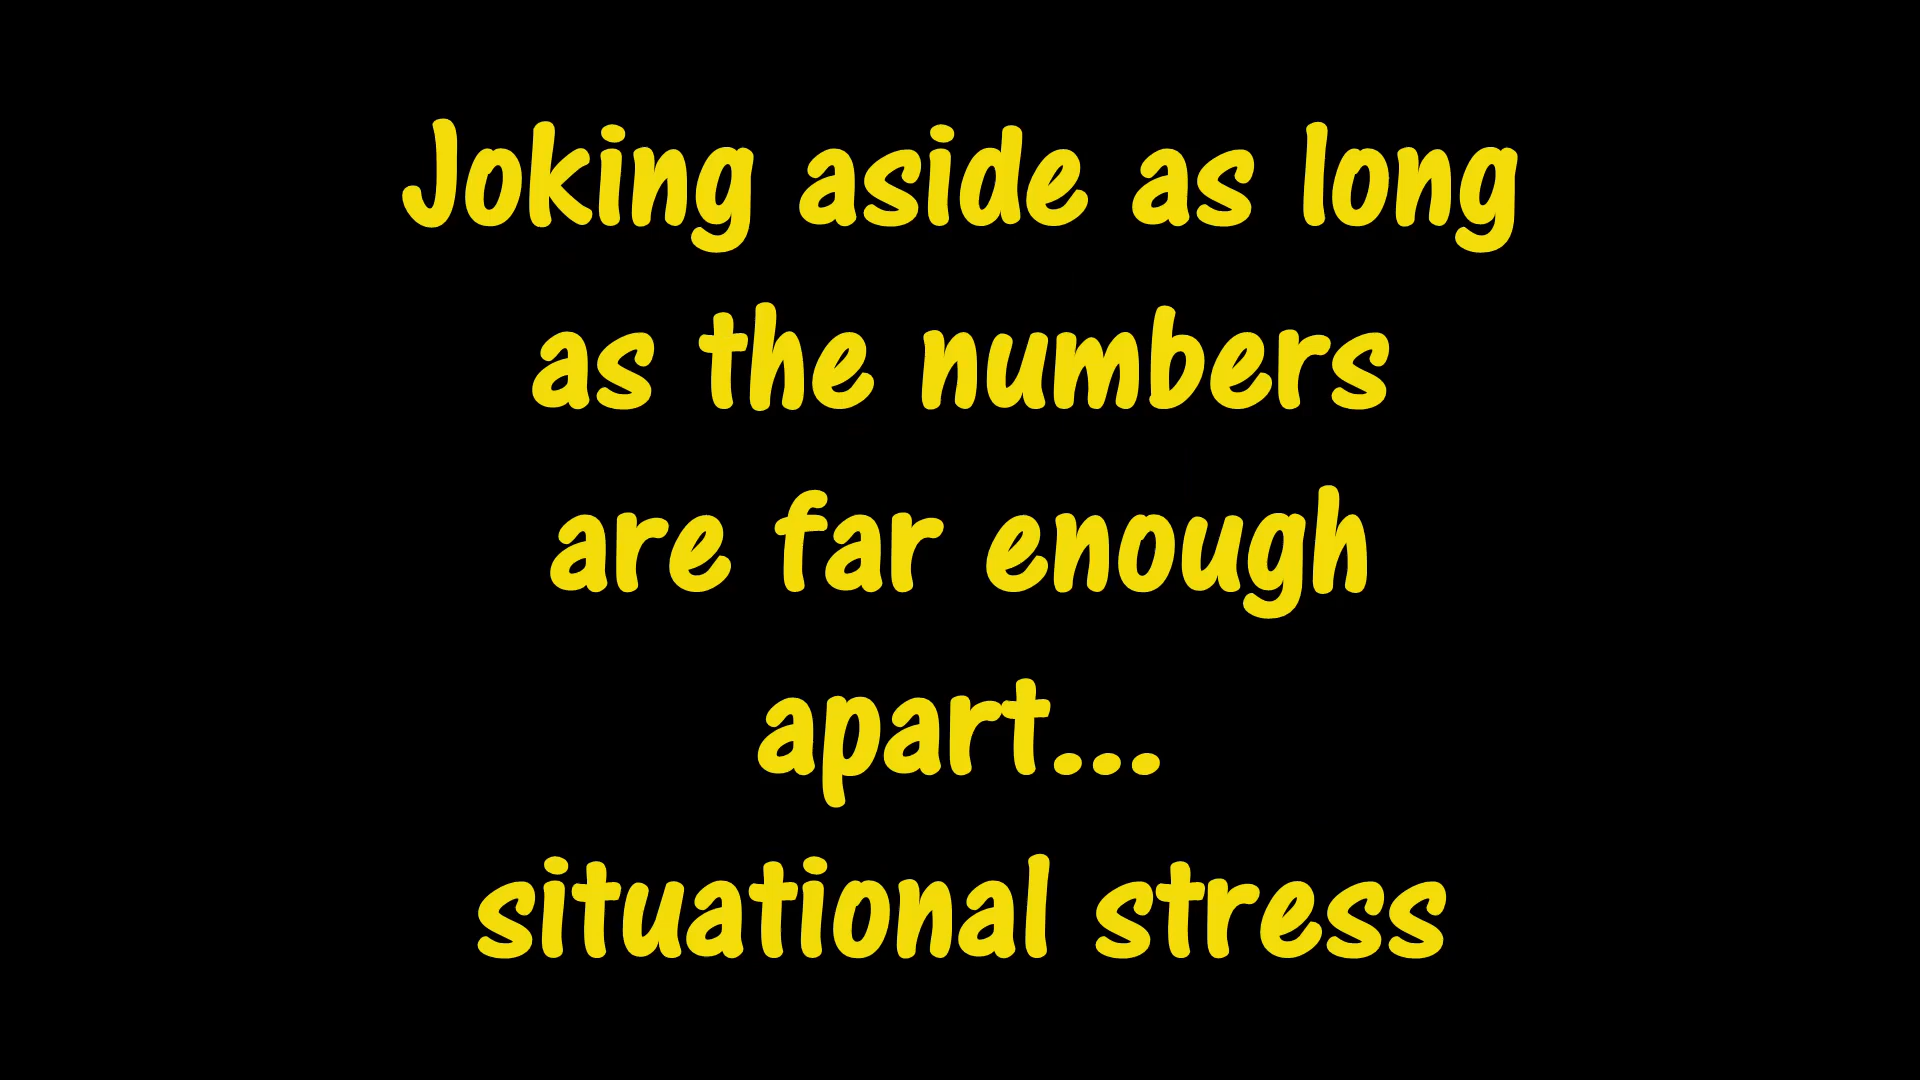 Joking aside as long
as the numbers
are far enough
apart...
situational stress